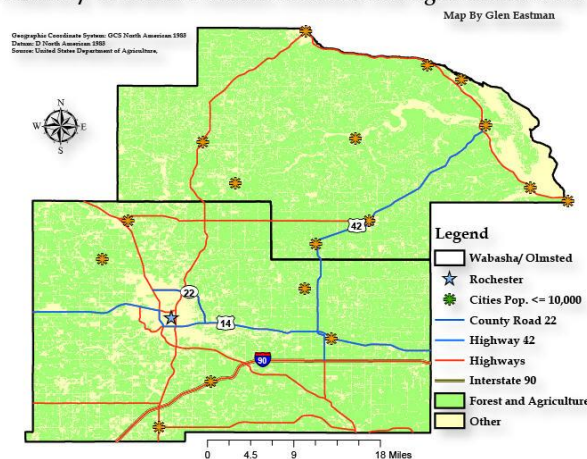 Map By Glen Eastman
Geographic Coordinate System: GCS North American 1983
Datum: D North American 1983
Source: United States Department of Agriculture,
N
W E
S
42
22
14
90
Legend
Wabasha/ Olmsted
Rochester
Cities Pop. <= 10,000
County Road 22
Highway 42
Highways
Interstate 90
Forest and Agriculture
Other
0 4.5 9 18 Miles